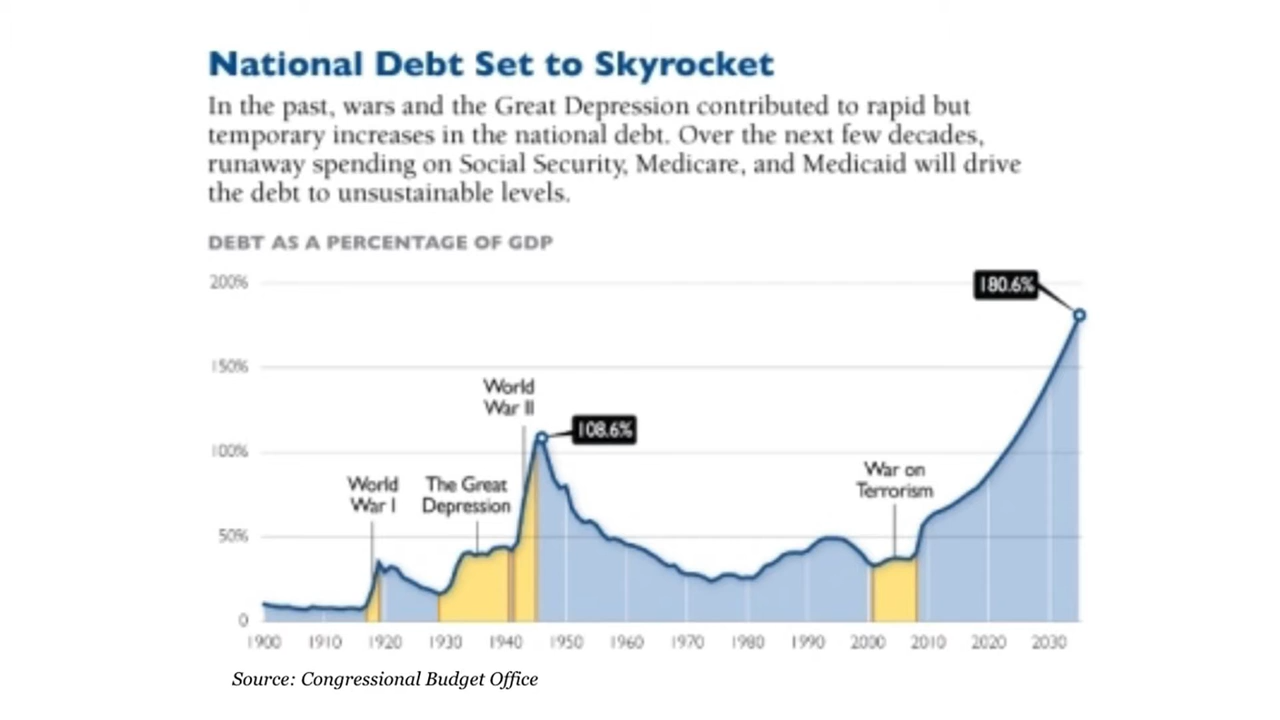 National Debt Set to Skyrocket
In the past, wars and the Great Depression contributed to rapid but
temporary increases in the national debt. Over the next few decades,
runaway spending on Social Security, Medicare, and Medicaid will drive
the debt to unsustainable levels.
DEBT AS A PERCENTAGE OF GDP
200%
180.6%
150%
World
War II
108.6%
100%
World
War I
The Great
Depression
War on
Terrorism
50%
0
1900 1910 1920 1930 1940 1950 1960 1970 1980 1990 2000 2010 2020 2030
Source: Congressional Budget Office